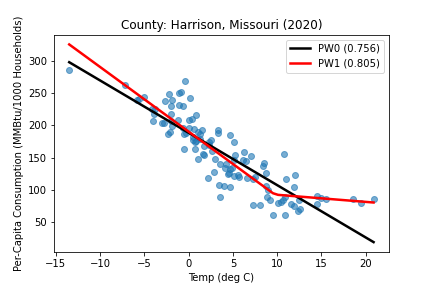 County: Harrison, Missouri (2020)
Per-Capita Consumption (MMBtu/1000 Households)
300
250
200
150
100
50
PW0 (0.756)
PW1 (0.805)
−15 −10 −5 0 5 10 15 20
Temp (deg C)